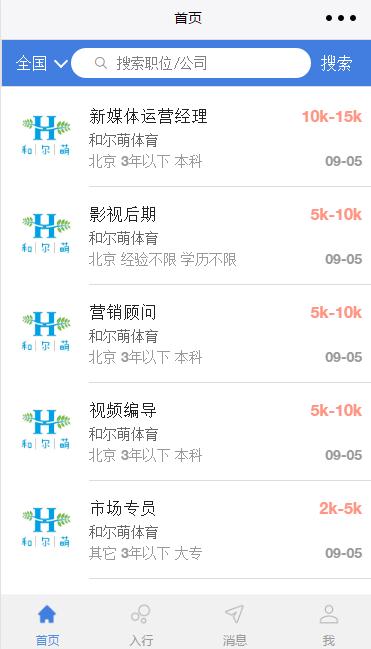 首页
全国 搜索职位/公司 搜索
和尔萌
新媒体运营经理 10k-15k
和尔萌体育
北京 3年以下 本科 09-05
和尔萌
影视后期 5k-10k
和尔萌体育
北京 经验不限 学历不限 09-05
和尔萌
营销顾问 5k-10k
和尔萌体育
北京 3年以下 本科 09-05
和尔萌
视频编导 5k-10k
和尔萌体育
北京 3年以下 本科 09-05
和尔萌
市场专员 2k-5k
和尔萌体育
其它 3年以下 大专 09-05
首页 入行 消息 我